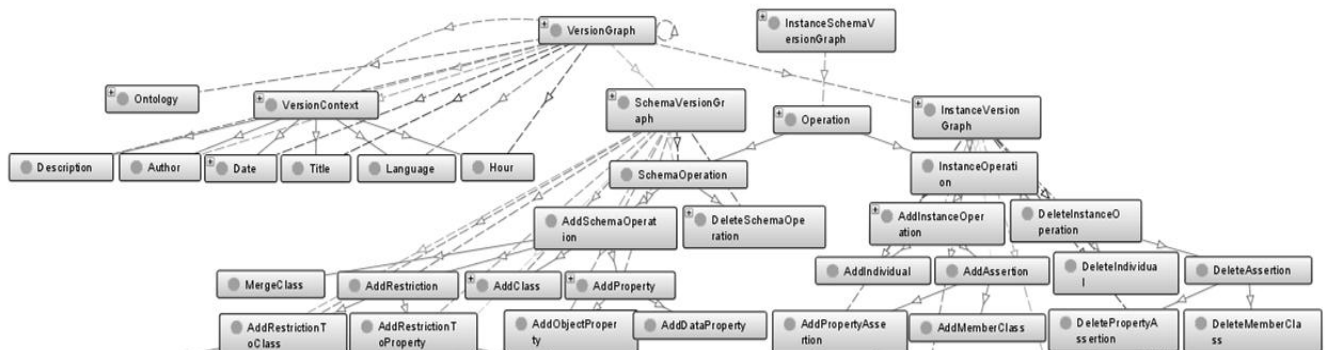 VersionGraph
InstanceSchemaV
ersionGraph
Ontology
VersionContext
SchemaVersionGr
aph
Operation
InstanceVersion
Graph
Description
Author
Date
Title
Language
Hour
SchemaOperation
InstanceOperati
on
AddSchemaOperat
ion
DeleteSchemaOpe
ration
AddInstanceOper
ation
DeleteInstanceO
peration
MergeClass
AddRestriction
AddClass
AddProperty
AddIndividual
AddAssertion
DeleteIndividua
l
DeleteAssertion
AddRestrictionT
oClass
AddRestrictionT
oProperty
AddObjectProper
ty
AddDataProperty
AddPropertyAsse
rtion
AddMemberClass
DeletePropertyA
ssertion
DeleteMemberCla
ss